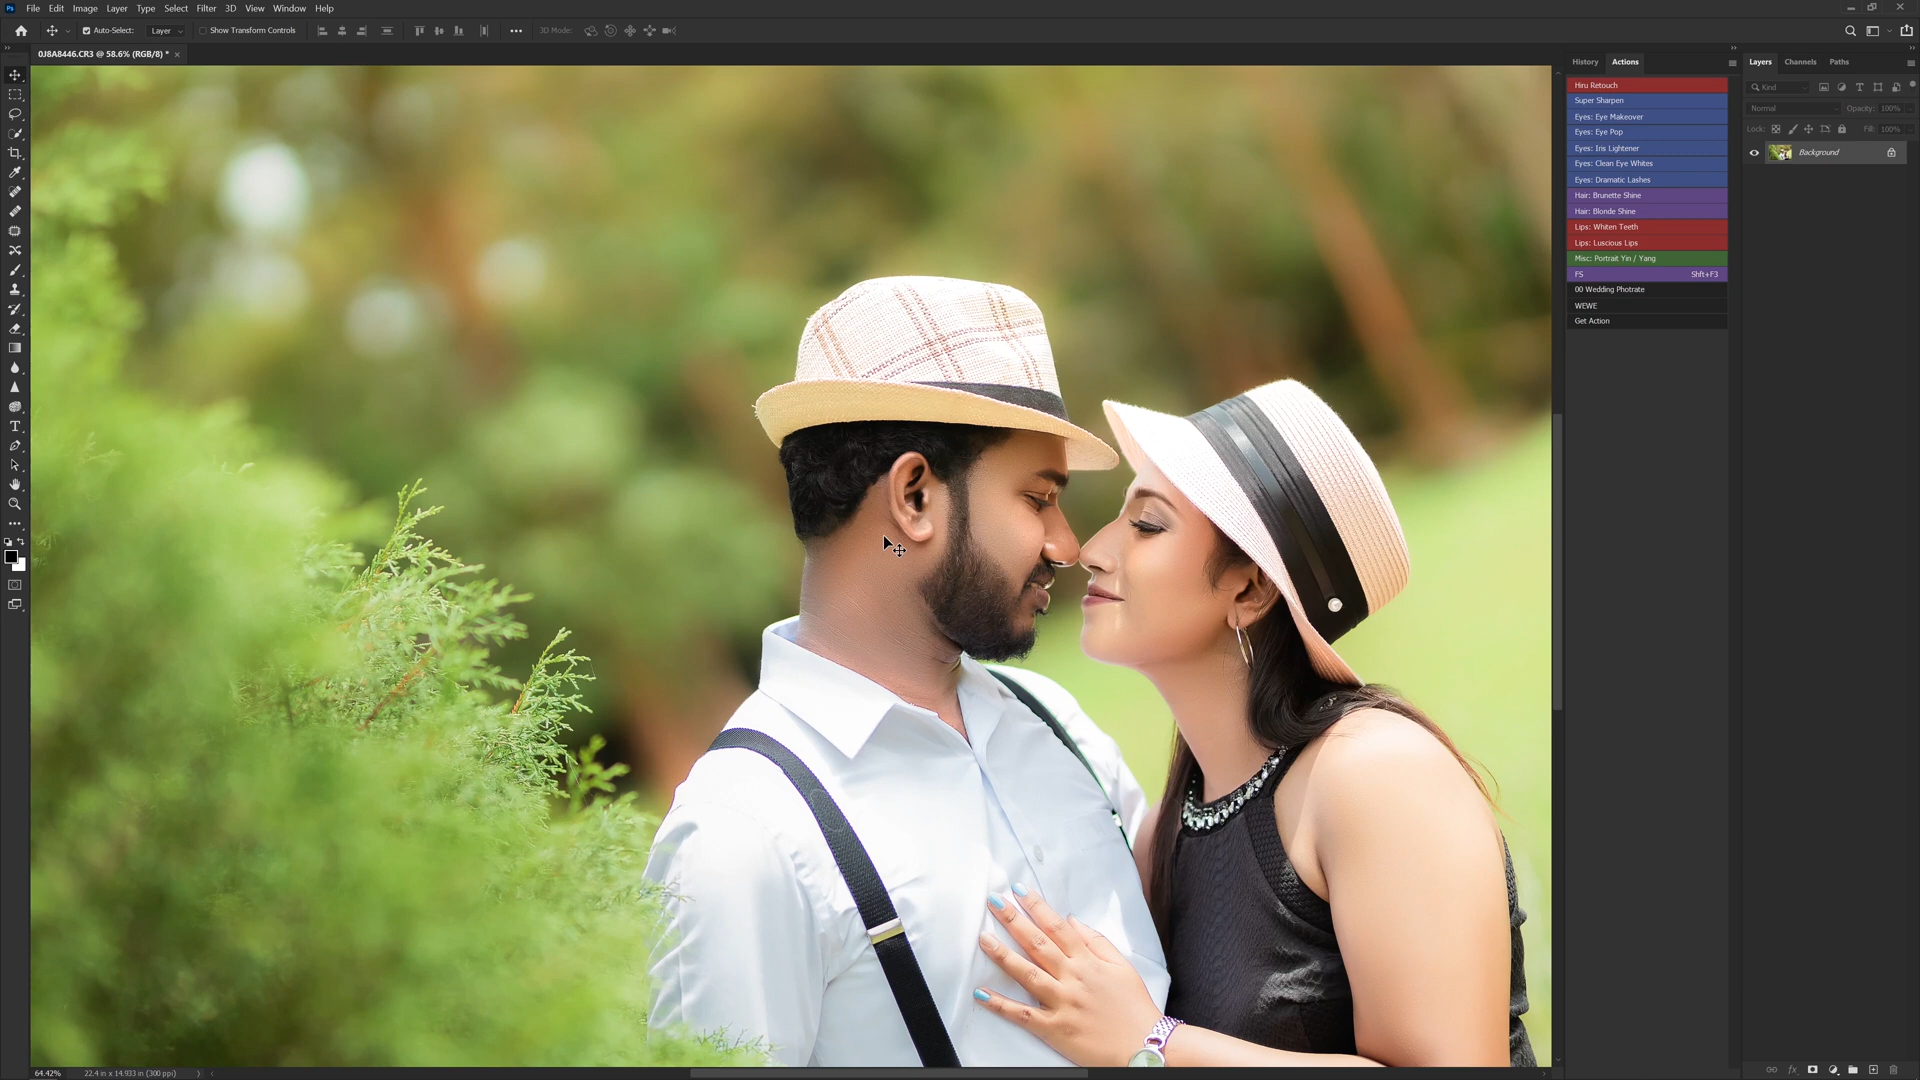 Ps File Edit Image Layer Type Select Filter 3D View Window Help
Auto-Select: Layer Show Transform Controls 3D Mode:
0J8A8446.CR3 @ 58.6% (RGB/8) *
History Actions
Hiru Retouch
Super Sharpen
Eyes: Eye Makeover
Eyes: Eye Pop
Eyes: Iris Lightener
Eyes: Clean Eye Whites
Eyes: Dramatic Lashes
Hair: Brunette Shine
Hair: Blonde Shine
Lips: Whiten Teeth
Lips: Luscious Lips
Misc: Portrait Yin / Yang
FS Shft+F3
00 Wedding Photrate
WEWE
Get Action
Layers Channels Paths
Kind
Normal Opacity: 100%
Lock: Fill: 100%
Background
fx
64.42% 22.4 in x 14.933 in (300 ppi)